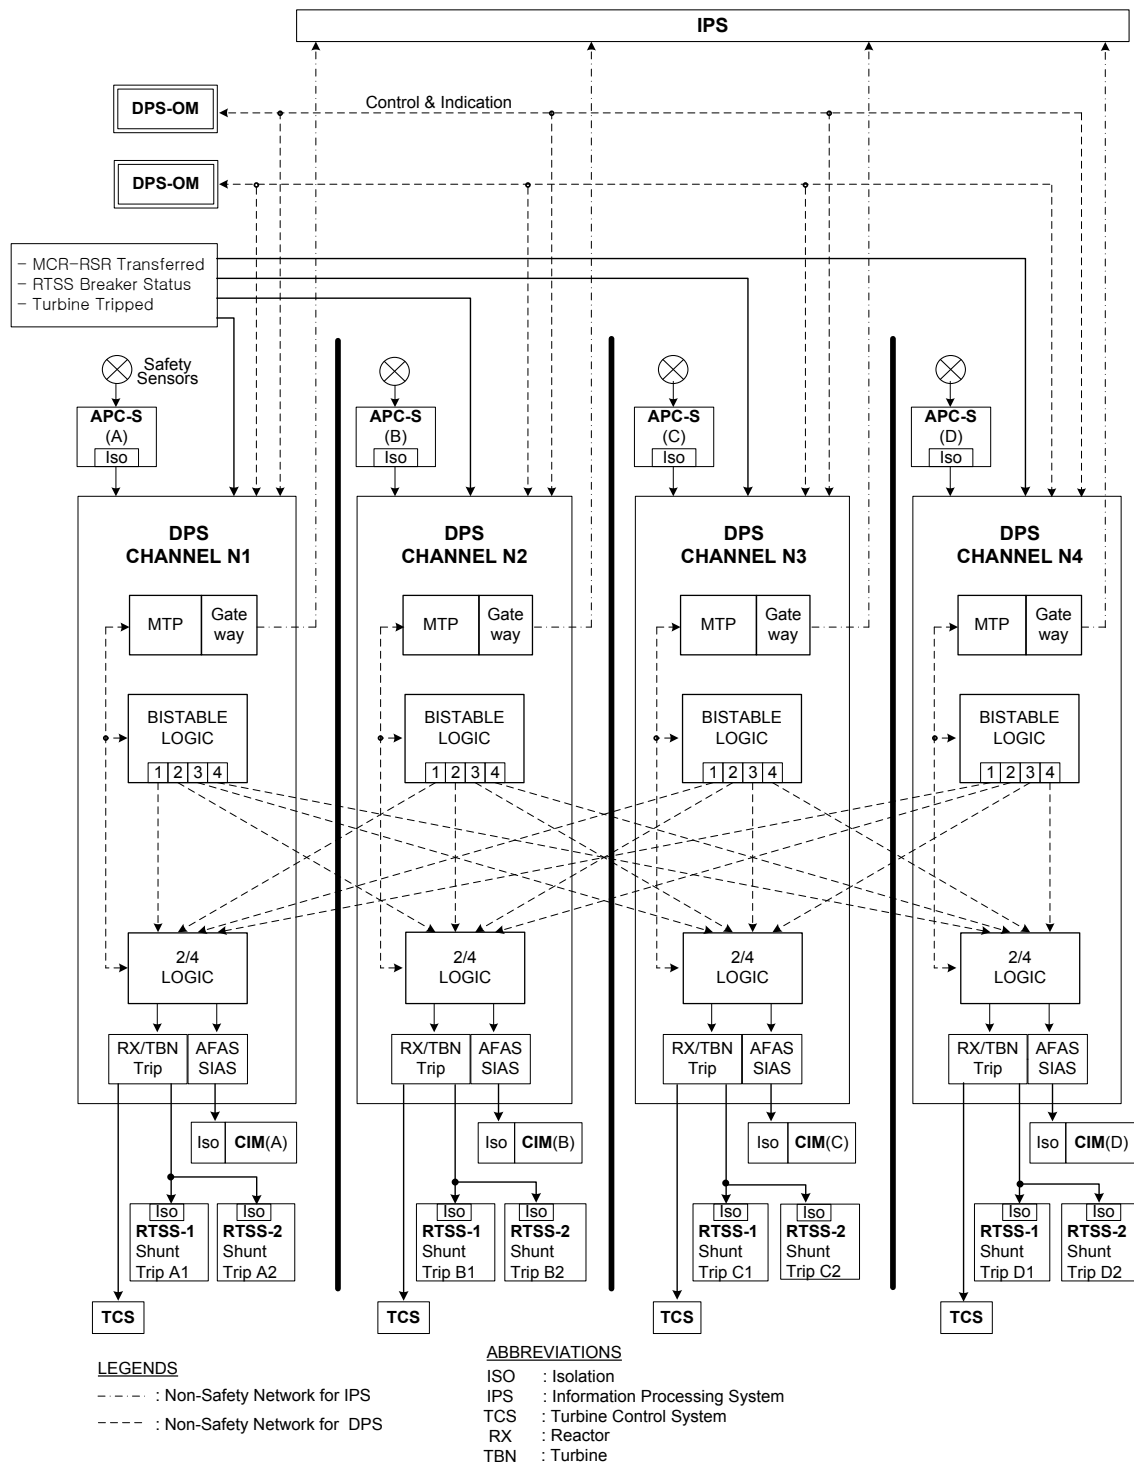 IPS
DPS-OM
Control & Indication
DPS-OM
- MCR-RSR Transferred
- RTSS Breaker Status
- Turbine Tripped
Safety
Sensors
APC-S
(A)
Iso
APC-S
(B)
Iso
APC-S
(C)
Iso
APC-S
(D)
Iso
DPS
CHANNEL N1
DPS
CHANNEL N2
DPS
CHANNEL N3
DPS
CHANNEL N4
MTP
Gate
way
MTP
Gate
way
MTP
Gate
way
MTP
Gate
way
BISTABLE
LOGIC
1 2 3 4
BISTABLE
LOGIC
1 2 3 4
BISTABLE
LOGIC
1 2 3 4
BISTABLE
LOGIC
1 2 3 4
2/4
LOGIC
2/4
LOGIC
2/4
LOGIC
2/4
LOGIC
RX/TBN
Trip
AFAS
SIAS
RX/TBN
Trip
AFAS
SIAS
RX/TBN
Trip
AFAS
SIAS
RX/TBN
Trip
AFAS
SIAS
Iso CIM(A)
Iso CIM(B)
Iso CIM(C)
Iso CIM(D)
Iso
RTSS-1
Shunt
Trip A1
Iso
RTSS-2
Shunt
Trip A2
Iso
RTSS-1
Shunt
Trip B1
Iso
RTSS-2
Shunt
Trip B2
Iso
RTSS-1
Shunt
Trip C1
Iso
RTSS-2
Shunt
Trip C2
Iso
RTSS-1
Shunt
Trip D1
Iso
RTSS-2
Shunt
Trip D2
TCS
TCS
TCS
TCS
LEGENDS
: Non-Safety Network for IPS
: Non-Safety Network for DPS
ABBREVIATIONS
ISO : Isolation
IPS : Information Processing System
TCS : Turbine Control System
RX : Reactor
TBN : Turbine